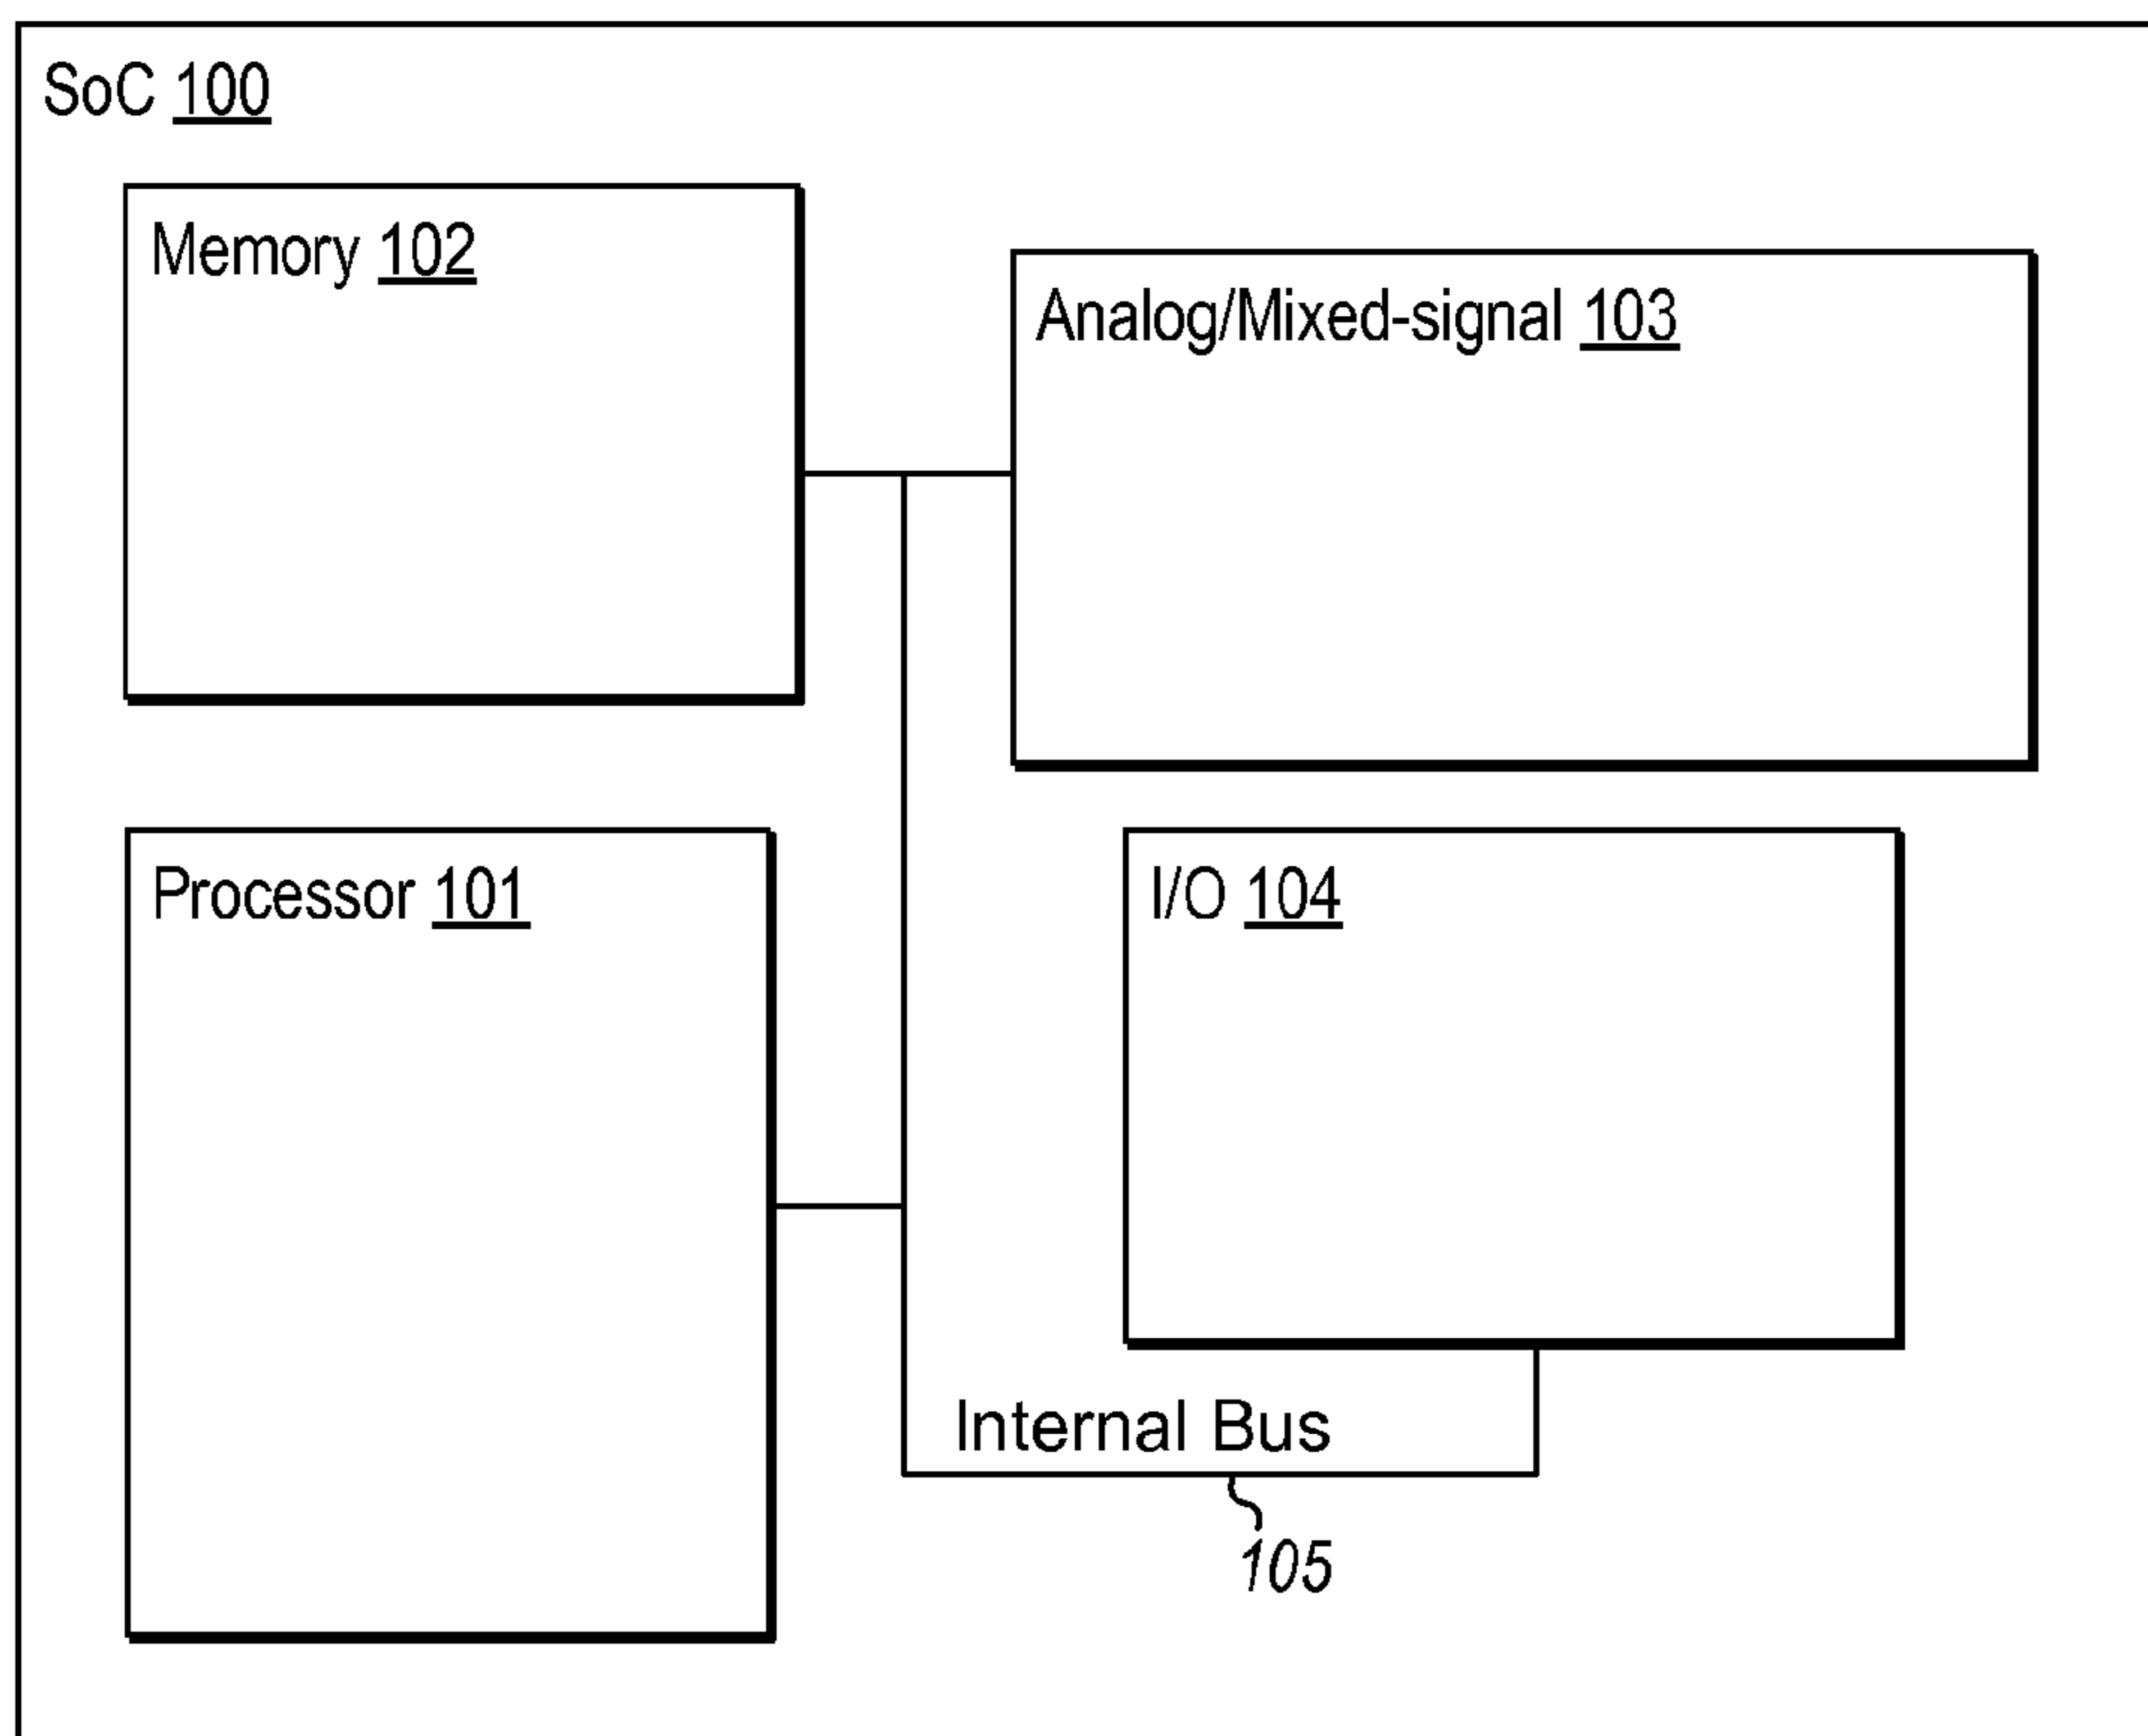 SoC 100
Memory 102
Analog/Mixed-signal 103
Processor 101
I/O 104
Internal Bus
105